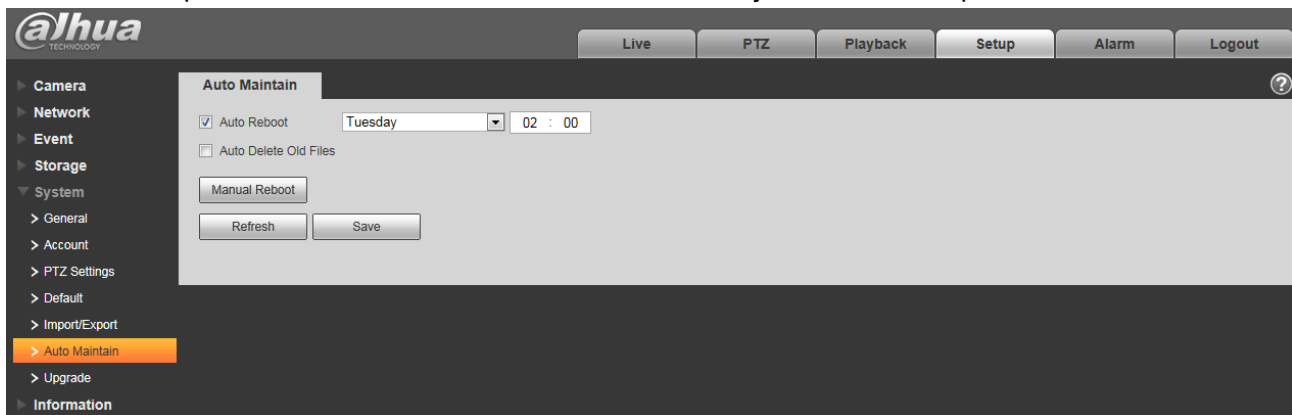 alhua
TECHNOLOGY
Live PTZ Playback Setup Alarm Logout
Camera
Network
Event
Storage
System
> General
> Account
> PTZ Settings
> Default
> Import/Export
> Auto Maintain
> Upgrade
Information
Auto Maintain ?
Auto Reboot Tuesday 02 : 00
Auto Delete Old Files
Manual Reboot
Refresh Save